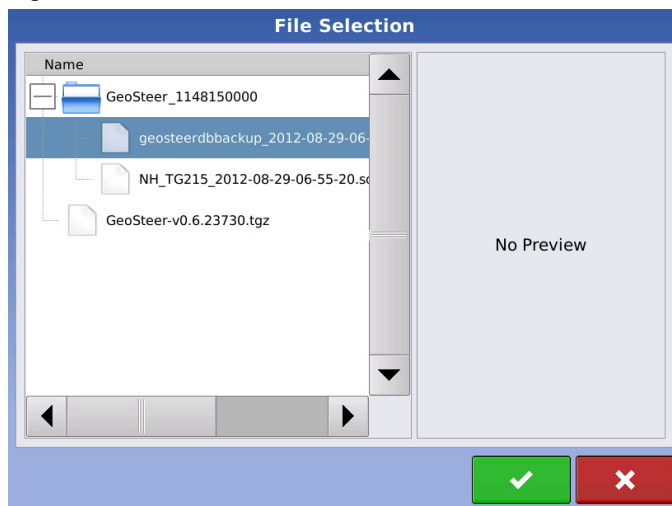 File Selection
Name
GeoSteer_1148150000
geosteerdbbackup_2012-08-29-06-
NH_TG215_2012-08-29-06-55-20.s
GeoSteer-v0.6.23730.tgz
No Preview